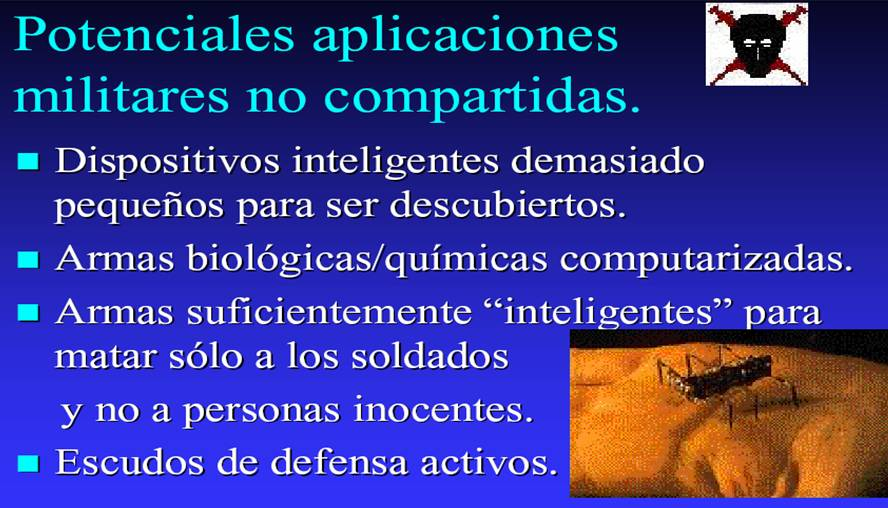 Potenciales aplicaciones
militares no compartidas.
Dispositivos inteligentes demasiado
pequeños para ser descubiertos.
Armas biológicas/químicas computarizadas.
Armas suficientemente “inteligentes” para
matar sólo a los soldados
y no a personas inocentes.
Escudos de defensa activos.